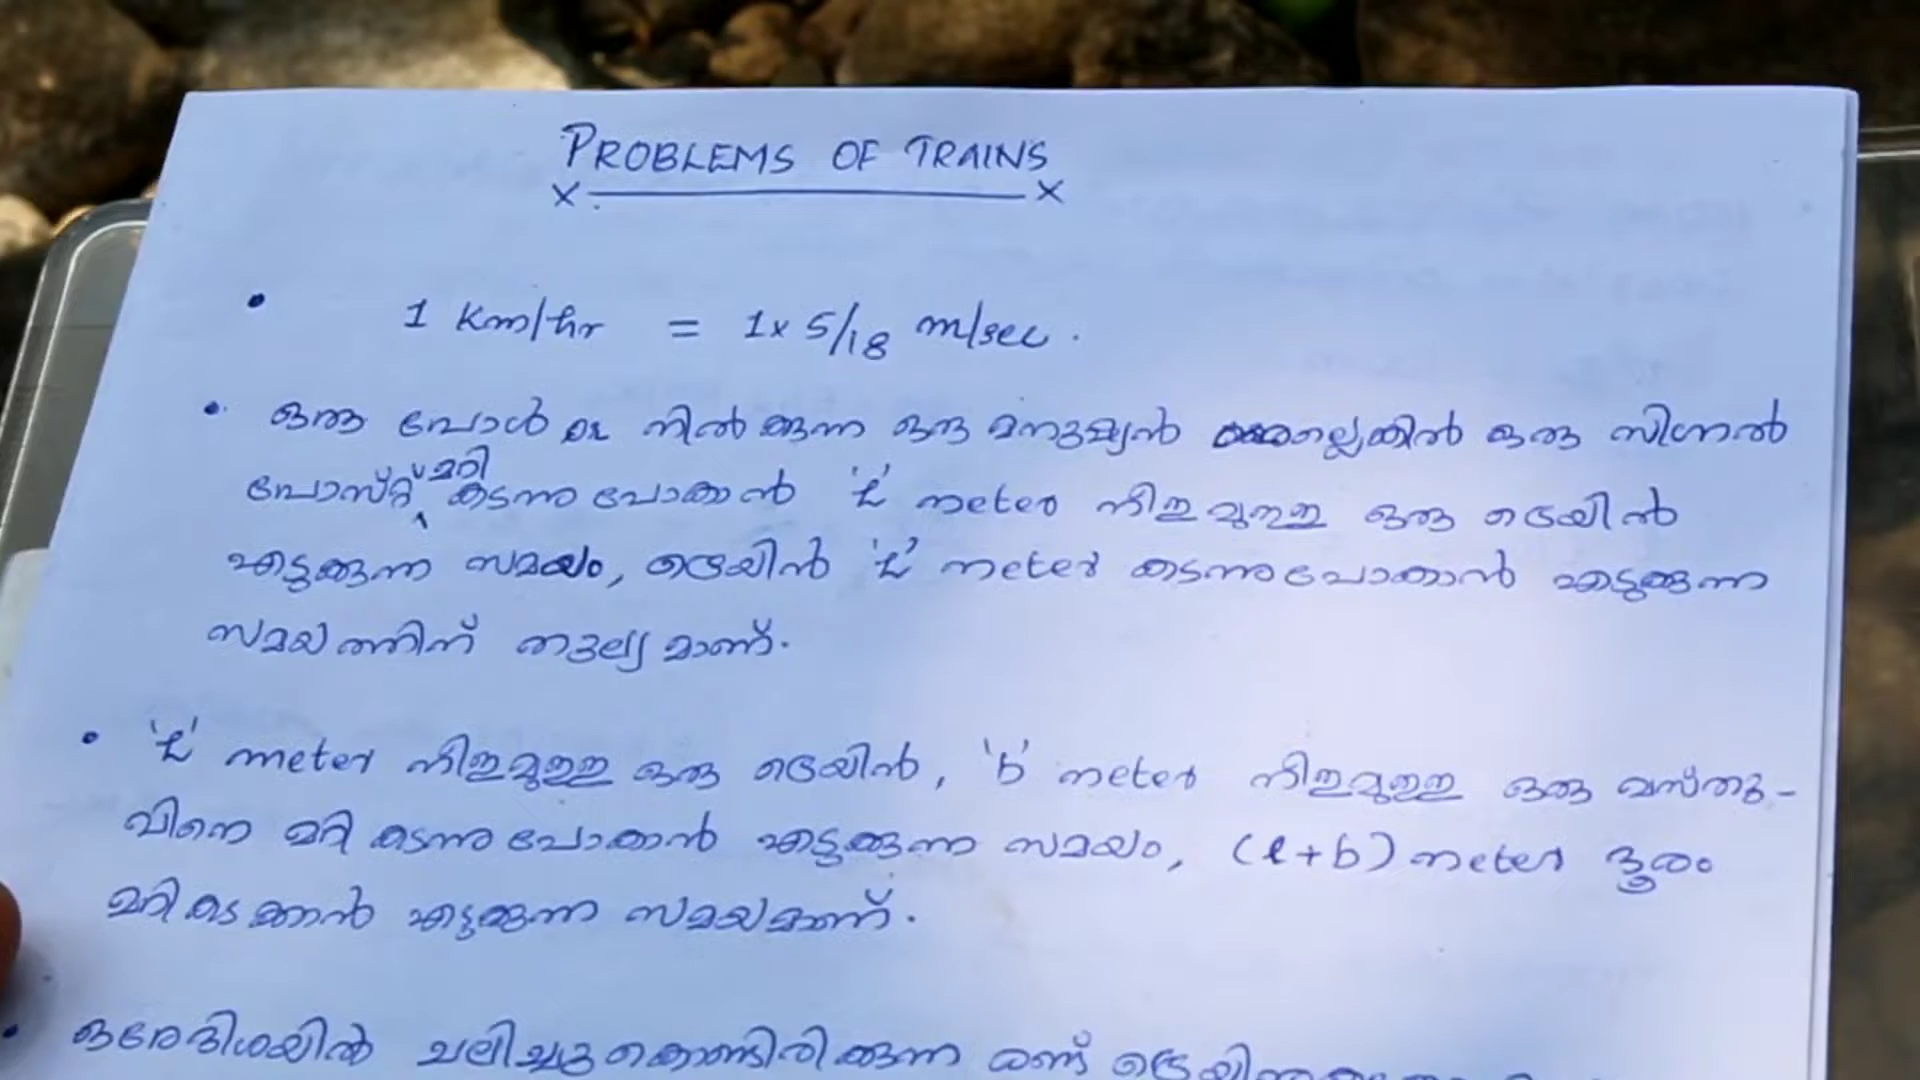 PROBLEMS OF TRAINS
1 Km/hr = 1x 5/18 m/sec.
ഒരു പോൾ or നിൽക്കുന്ന ഒരു മനുഷ്യൻ അല്ലെങ്കിൽ ഒരു സിഗ്നൽ
പോസ്റ്റ് മറി കടന്നു പോകാൻ 'l' meter നീളമുള്ള ഒരു ട്രെയിൻ
എടുക്കുന്ന സമയം, ട്രെയിൻ 'l' meter കടന്നുപോകാൻ എടുക്കുന്ന
സമയത്തിന് തുല്യമാണ്.
'l' meter നീളമുള്ള ഒരു ട്രെയിൻ, 'b' meter നീളമുള്ള ഒരു വസ്തു-
വിനെ മറി കടന്നുപോകാൻ എടുക്കുന്ന സമയം, (l+b) meter ദൂരം
മറികടക്കാൻ എടുക്കുന്ന സമയമാണ്.
ഒരേദിശയിൽ ചലിച്ചുകൊണ്ടിരിക്കുന്ന രണ്ട്